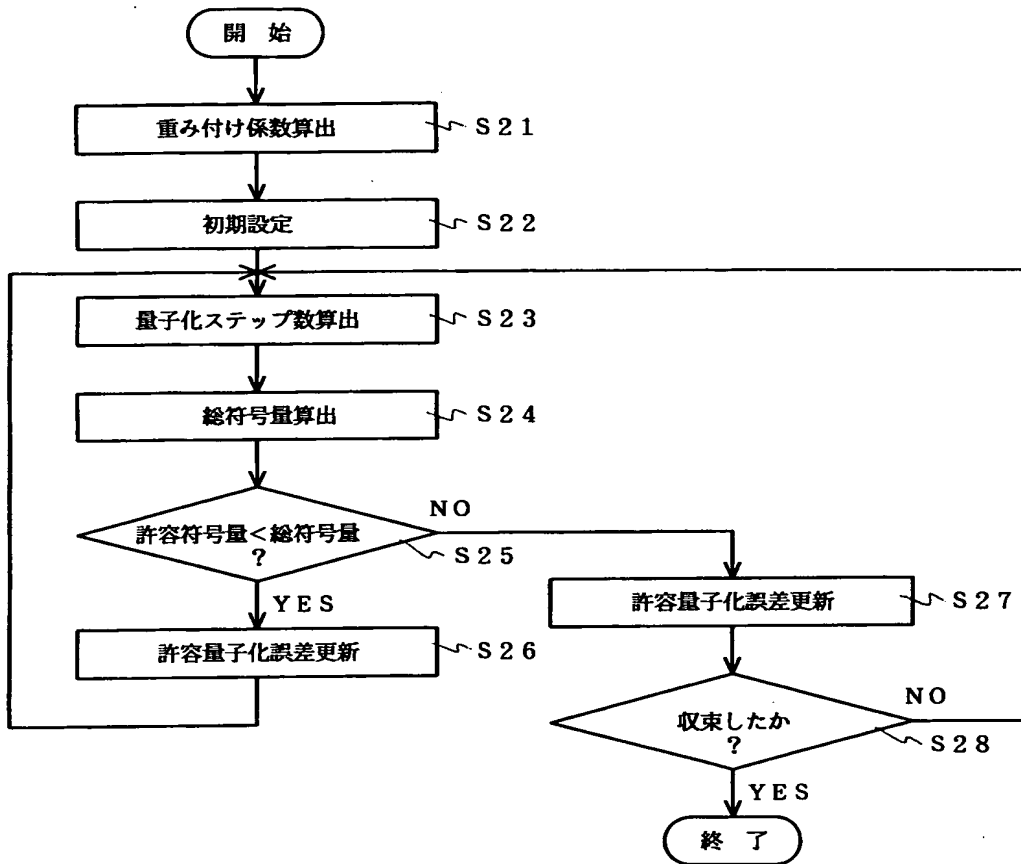 開 始
重み付け係数算出
S21
初期設定
S22
量子化ステップ数算出
S23
総符号量算出
S24
許容符号量<総符号量
?
NO
S25
YES
許容量子化誤差更新
S26
許容量子化誤差更新
S27
収束したか
?
NO
S28
YES
終 了